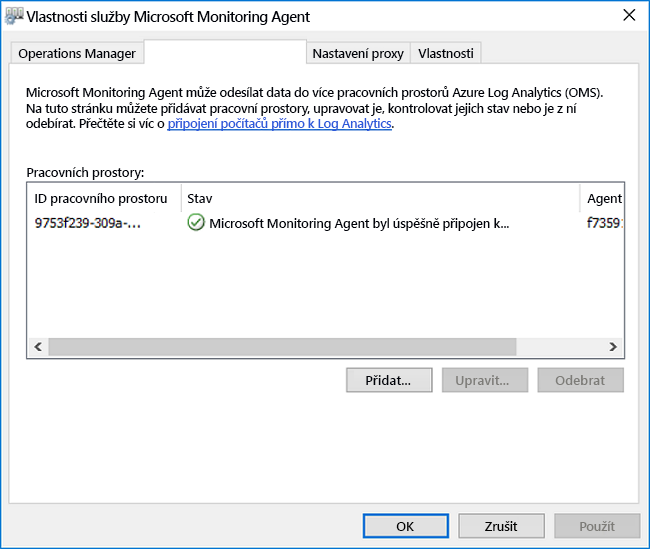 Vlastnosti služby Microsoft Monitoring Agent
Operations Manager
Nastavení proxy
Vlastnosti
Microsoft Monitoring Agent může odesílat data do více pracovních prostorů Azure Log Analytics (OMS).
Na tuto stránku můžete přidávat pracovní prostory, upravovat je, kontrolovat jejich stav nebo je z ní
odebírat. Přečtěte si víc o připojení počítačů přímo k Log Analytics.
Pracovních prostory:
ID pracovního prostoru Stav Agent
9753f239-309a-... Microsoft Monitoring Agent byl úspěšně připojen k... f7359
Přidat... Upravit... Odebrat
OK Zrušit Použít